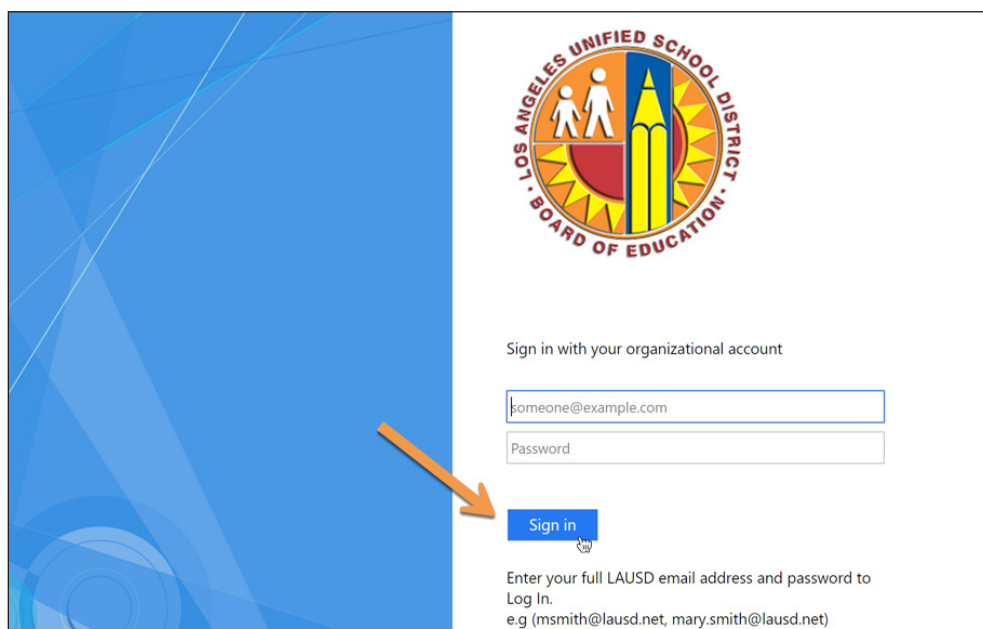 LOS ANGELES UNIFIED SCHOOL DISTRICT · BOARD OF EDUCATION ·
Sign in with your organizational account
someone@example.com
Password
Sign in
Enter your full LAUSD email address and password to
Log In.
e.g (msmith@lausd.net, mary.smith@lausd.net)